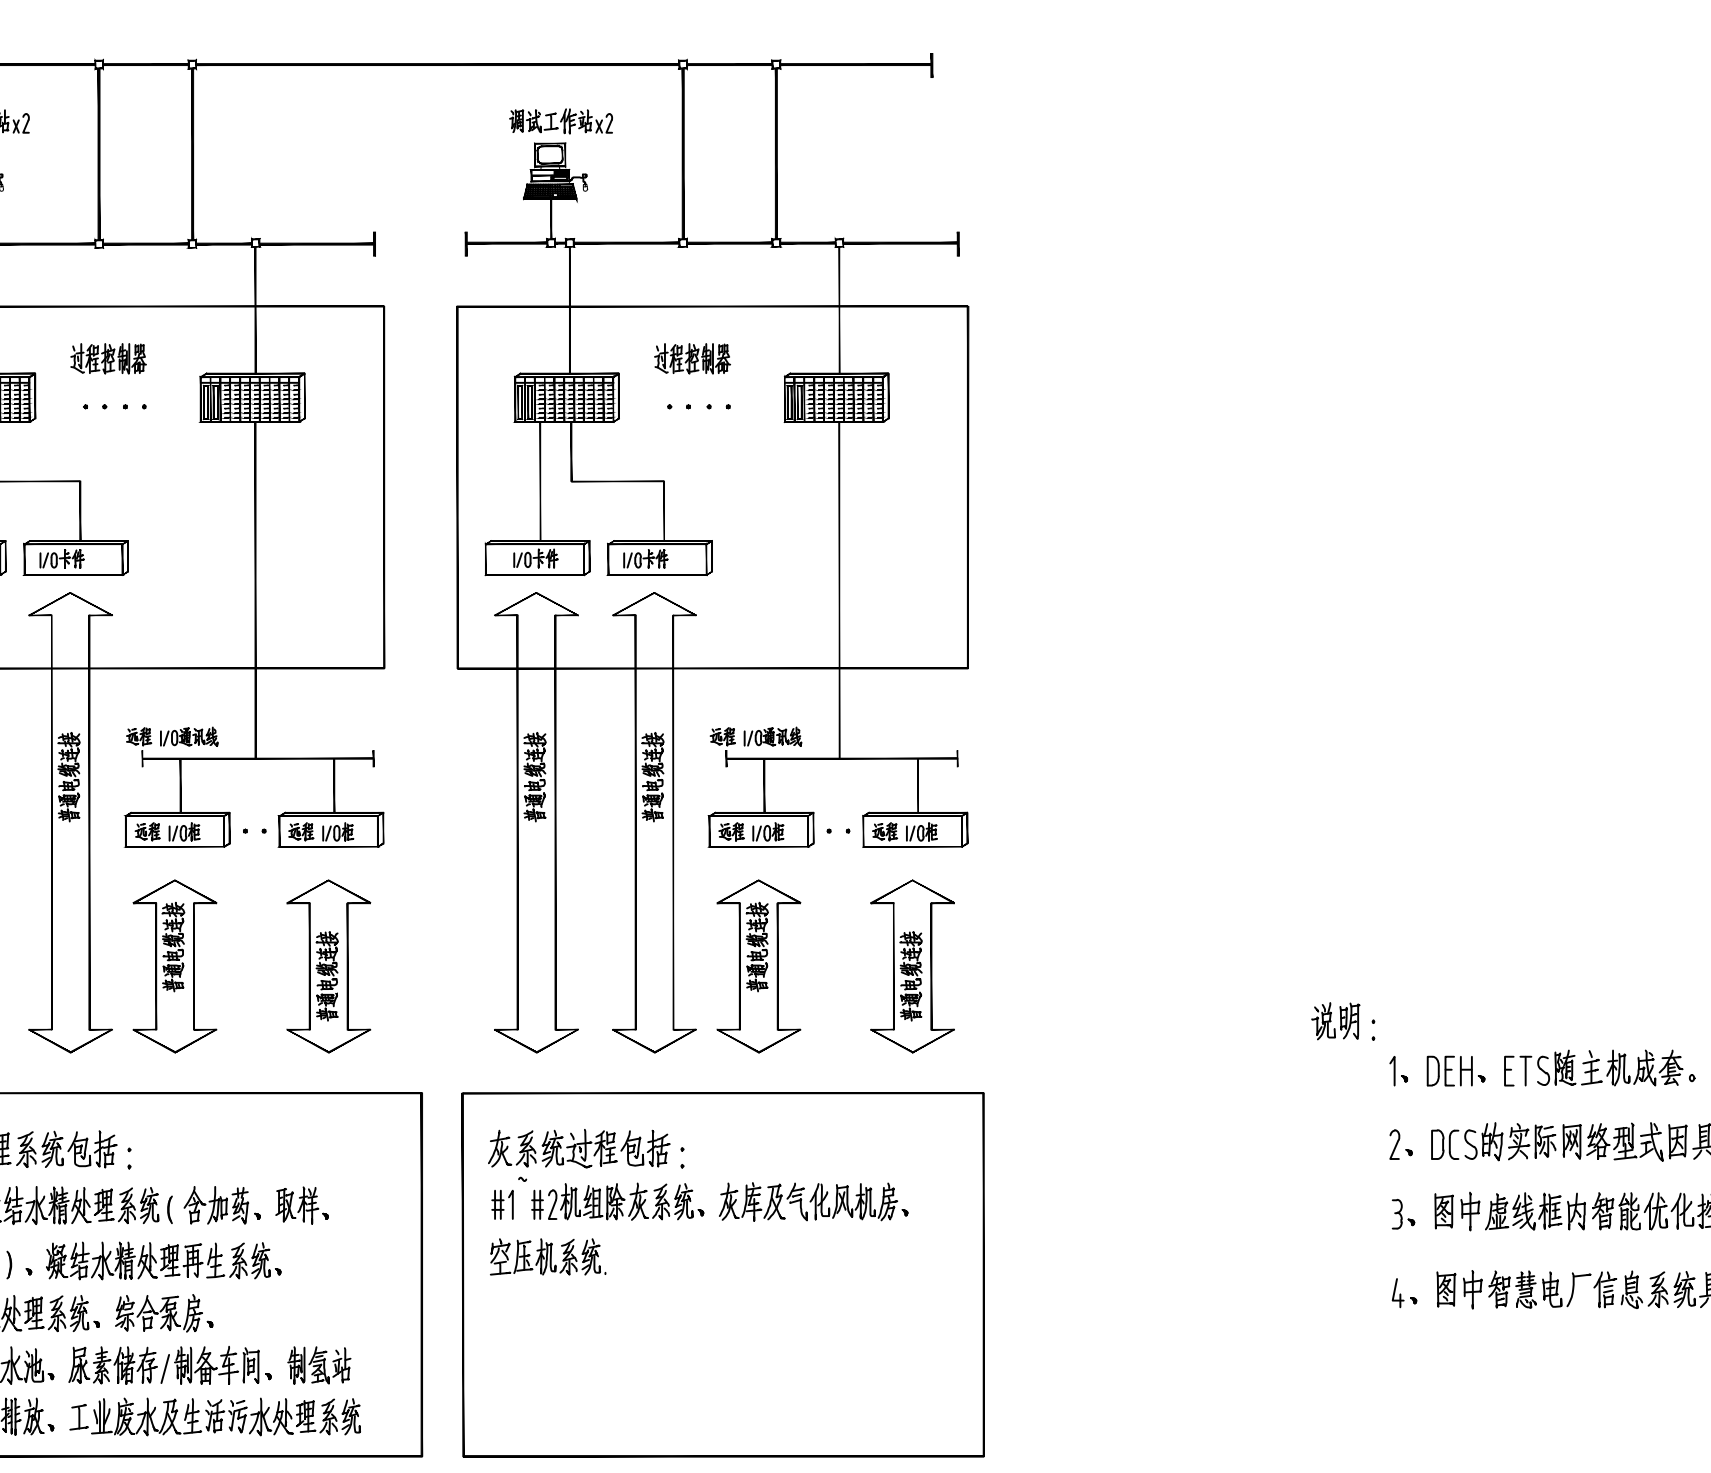 站x2
调试工作站x2
过程控制器
过程控制器
I/O卡件
I/O卡件
I/O卡件
普通电缆连接
远程 I/O通讯线
普通电缆连接
普通电缆连接
远程 I/O通讯线
远程 I/O柜
远程 I/O柜
远程 I/O柜
远程 I/O柜
普通电缆连接
普通电缆连接
普通电缆连接
普通电缆连接
理系统包括：
结水精处理系统(含加药、取样、
)、凝结水精处理再生系统、
处理系统、综合泵房、
水池、尿素储存/制备车间、制氢站
排放、工业废水及生活污水处理系统
灰系统过程包括：
#1~#2机组除灰系统、灰库及气化风机房、
空压机系统.
说明：
1、DEH、ETS随主机成套。
2、DCS的实际网络型式因具
3、图中虚线框内智能优化控
4、图中智慧电厂信息系统具